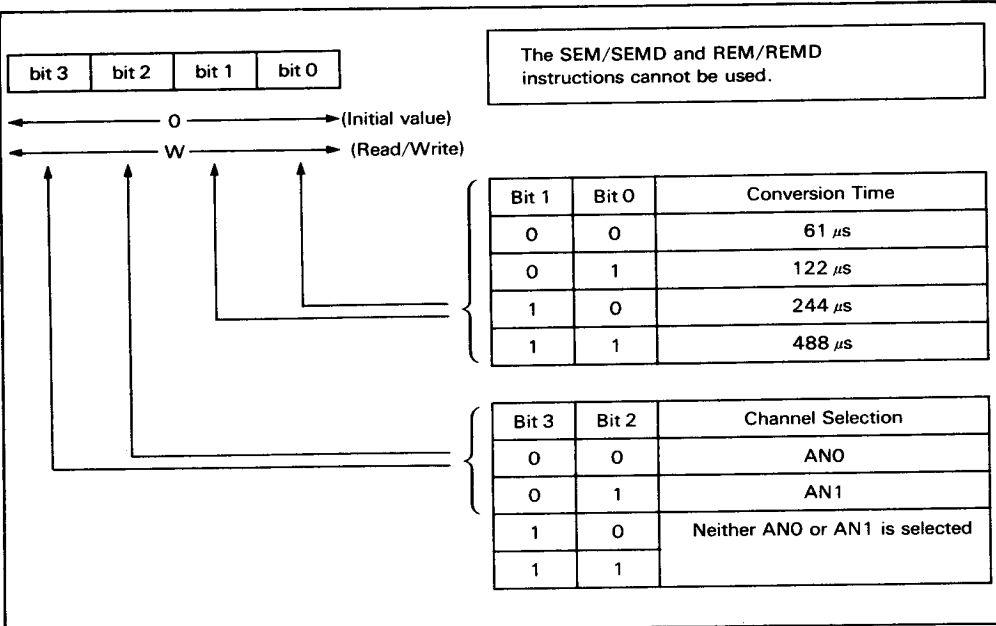 The SEM/SEMD and REM/REMD
instructions cannot be used.
bit 3 bit 2 bit 1 bit 0
0 (Initial value)
W (Read/Write)
Bit 1 Bit 0 Conversion Time
0 0 61 μs
0 1 122 μs
1 0 244 μs
1 1 488 μs
Bit 3 Bit 2 Channel Selection
0 0 AN0
0 1 AN1
1 0 Neither AN0 or AN1 is selected
1 1